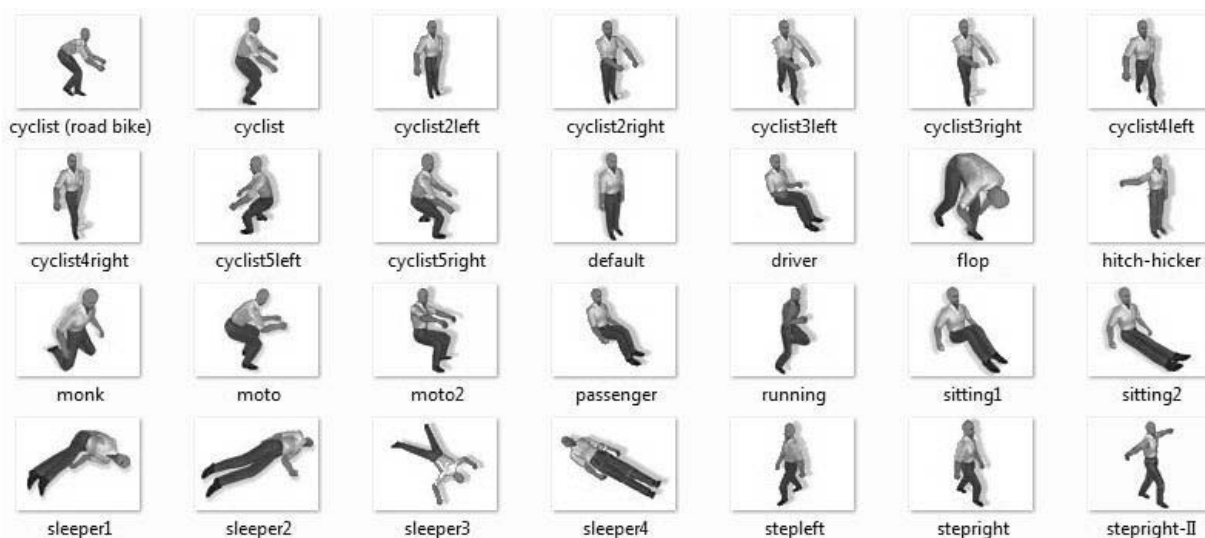 cyclist (road bike) cyclist cyclist2left cyclist2right cyclist3left cyclist3right cyclist4left
cyclist4right cyclist5left cyclist5right default driver flop hitch-hicker
monk moto moto2 passenger running sitting1 sitting2
sleeper1 sleeper2 sleeper3 sleeper4 stepleft stepright stepright-II